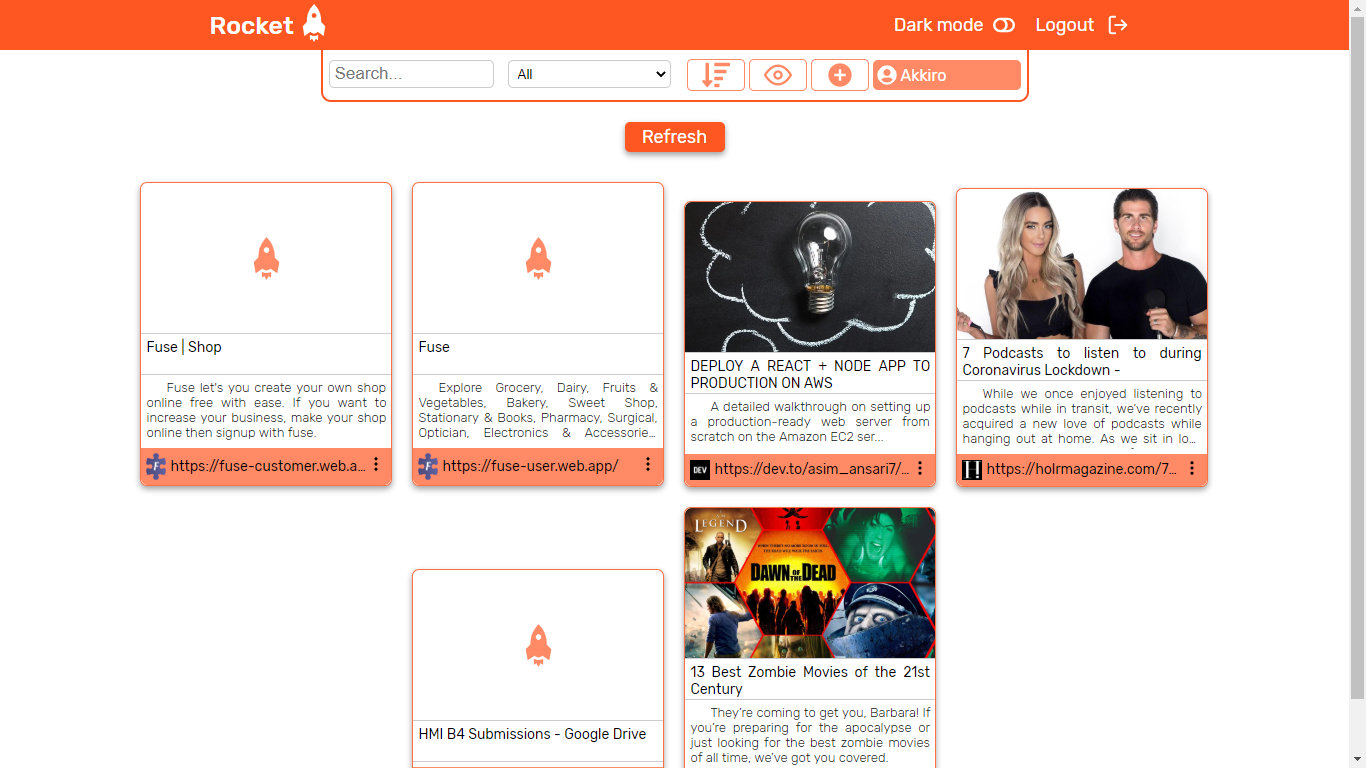 Rocket
Dark mode
Logout
Search...
All
Akkiro
Refresh
Fuse | Shop
Fuse let's you create your own shop
online free with ease. If you want to
increase your business, make your shop
online then signup with fuse.
https://fuse-customer.web.a...
Fuse
Explore Grocery, Dairy, Fruits &
Vegetables, Bakery, Sweet Shop,
Stationary & Books, Pharmacy, Surgical,
Optician, Electronics & Accessorie...
https://fuse-user.web.app/
DEPLOY A REACT + NODE APP TO
PRODUCTION ON AWS
A detailed walkthrough on setting up
a production-ready web server from
scratch on the Amazon EC2 ser...
DEV
https://dev.to/asim_ansari7/...
7 Podcasts to listen to during
Coronavirus Lockdown -
While we once enjoyed listening to
podcasts while in transit, we've recently
acquired a new love of podcasts while
hanging out at home. As we sit in lo...
H!
https://holrmagazine.com/7...
HMI B4 Submissions - Google Drive
LEGEND
DAWN OF THE DEAD
13 Best Zombie Movies of the 21st
Century
They're coming to get you, Barbara! If
you're preparing for the apocalypse or
just looking for the best zombie movies
of all time, we've got you covered.